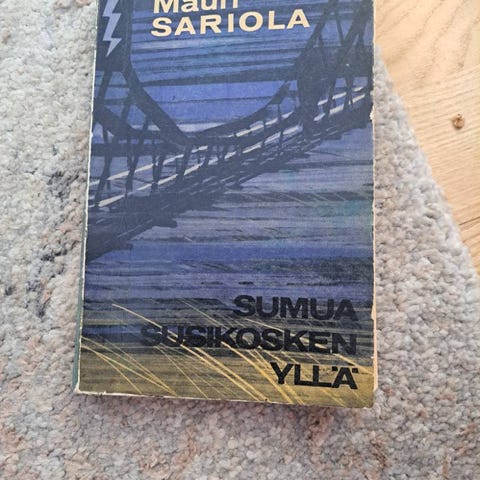 Mauri
SARIOLA
SUMUA
SUSIKOSKEN
YLLÄ